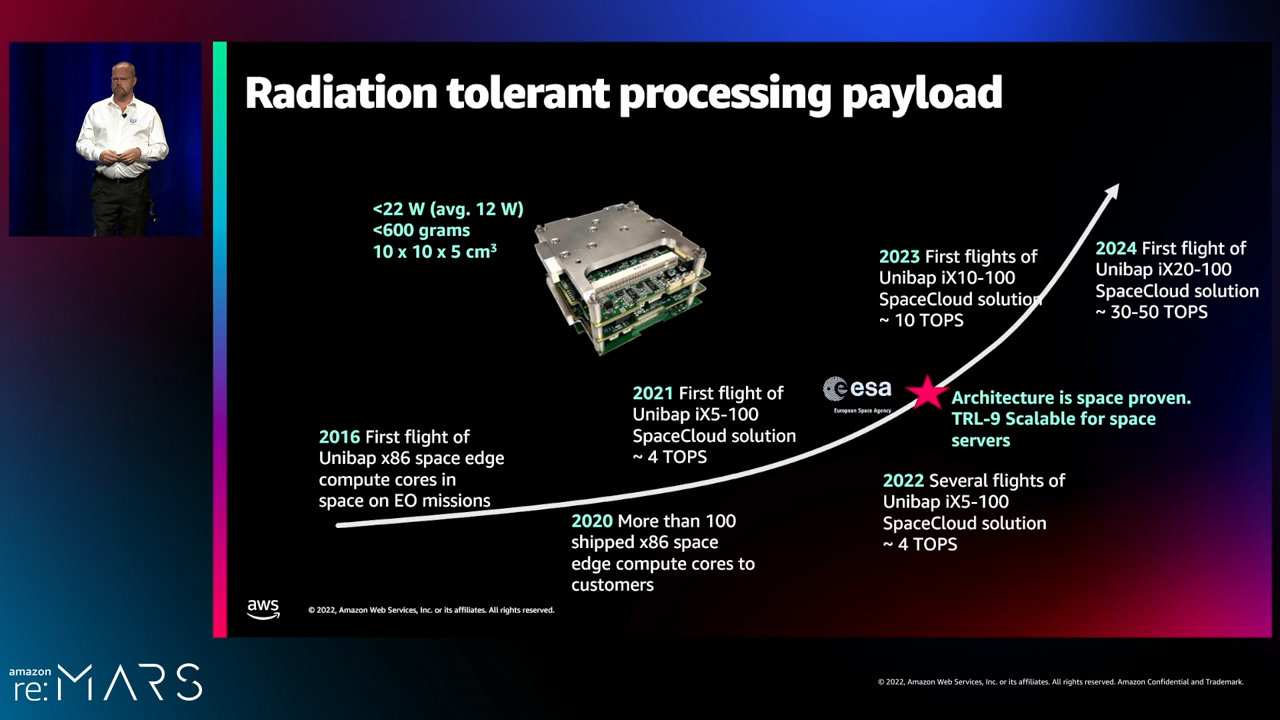 Radiation tolerant processing payload
<22 W (avg. 12 W)
<600 grams
10 x 10 x 5 cm³
2016 First flight of
Unibap x86 space edge
compute cores in
space on EO missions
2020 More than 100
shipped x86 space
edge compute cores to
customers
2021 First flight of
Unibap iX5-100
SpaceCloud solution
~ 4 TOPS
esa
European Space Agency
Architecture is space proven.
TRL-9 Scalable for space
servers
2022 Several flights of
Unibap iX5-100
SpaceCloud solution
~ 4 TOPS
2023 First flights of
Unibap iX10-100
SpaceCloud solution
~ 10 TOPS
2024 First flight of
Unibap iX20-100
SpaceCloud solution
~ 30-50 TOPS
aws
© 2022, Amazon Web Services, Inc. or its affiliates. All rights reserved.
amazon
re:MARS
© 2022, Amazon Web Services, Inc. or its affiliates. All rights reserved. Amazon Confidential and Trademark.